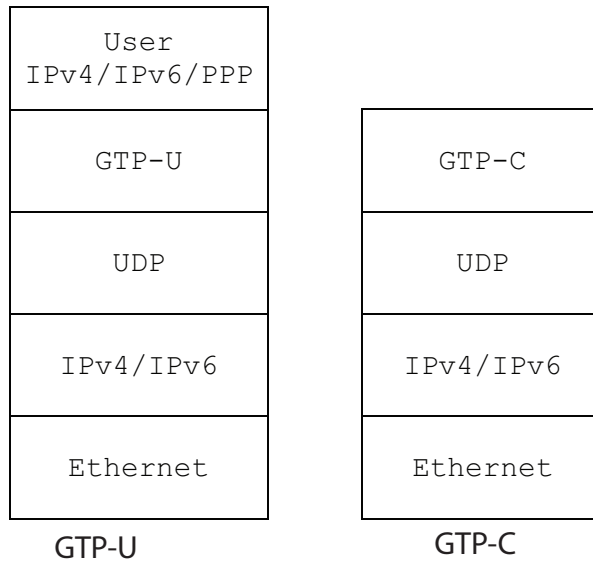 User
IPv4/IPv6/PPP
GTP-U
UDP
IPv4/IPv6
Ethernet
GTP-U
GTP-C
UDP
IPv4/IPv6
Ethernet
GTP-C